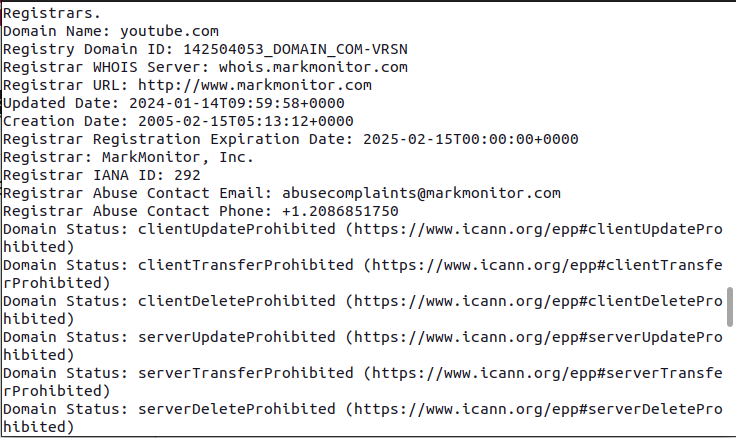 Registrars.
Domain Name: youtube.com
Registry Domain ID: 142504053_DOMAIN_COM-VRSN
Registrar WHOIS Server: whois.markmonitor.com
Registrar URL: http://www.markmonitor.com
Updated Date: 2024-01-14T09:59:58+0000
Creation Date: 2005-02-15T05:13:12+0000
Registrar Registration Expiration Date: 2025-02-15T00:00:00+0000
Registrar: MarkMonitor, Inc.
Registrar IANA ID: 292
Registrar Abuse Contact Email: abusecomplaints@markmonitor.com
Registrar Abuse Contact Phone: +1.2086851750
Domain Status: clientUpdateProhibited (https://www.icann.org/epp#clientUpdatePro
hibited)
Domain Status: clientTransferProhibited (https://www.icann.org/epp#clientTransfe
rProhibited)
Domain Status: clientDeleteProhibited (https://www.icann.org/epp#clientDeletePro
hibited)
Domain Status: serverUpdateProhibited (https://www.icann.org/epp#serverUpdatePro
hibited)
Domain Status: serverTransferProhibited (https://www.icann.org/epp#serverTransfe
rProhibited)
Domain Status: serverDeleteProhibited (https://www.icann.org/epp#serverDeletePro
hibited)